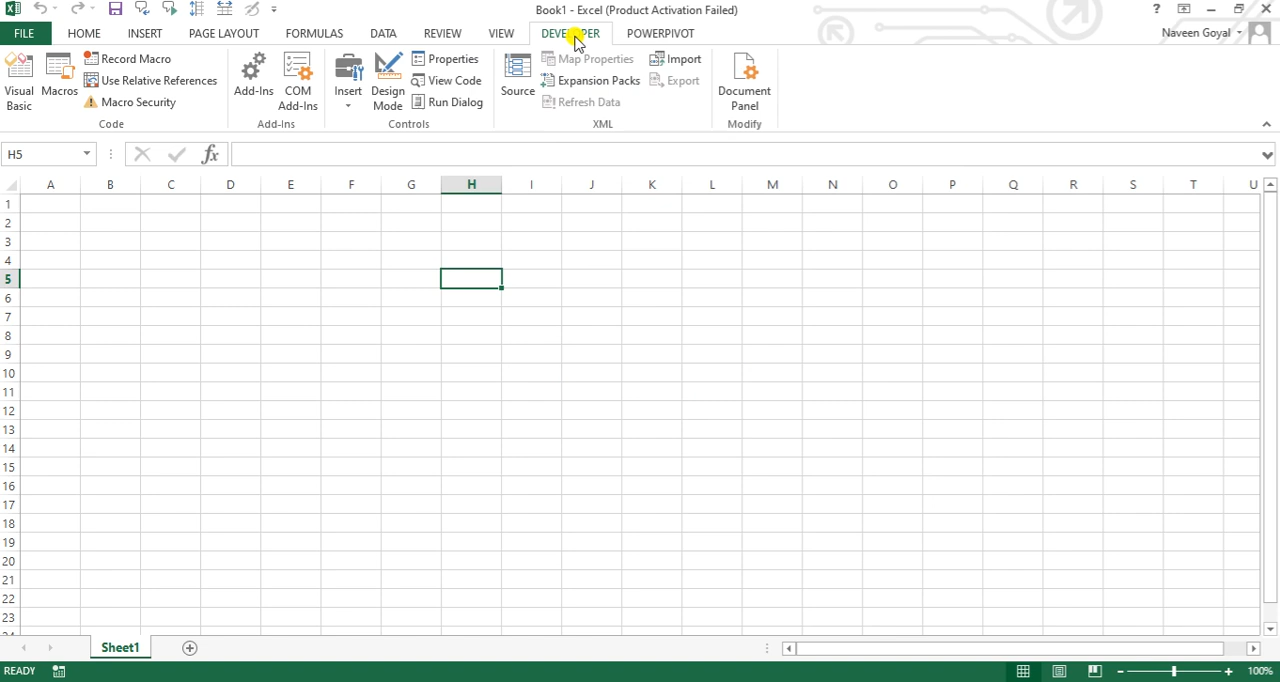 Book1 - Excel (Product Activation Failed)
?
FILE HOME INSERT PAGE LAYOUT FORMULAS DATA REVIEW VIEW DEVELOPER POWERPIVOT Naveen Goyal
Visual Basic
Macros
Record Macro
Use Relative References
Macro Security
Code
Add-Ins
COM Add-Ins
Add-Ins
Insert
Design Mode
Properties
View Code
Run Dialog
Controls
Source
Map Properties
Expansion Packs
Refresh Data
Import
Export
XML
Document Panel
Modify
H5 fx
A B C D E F G H I J K L M N O P Q R S T U
1
2
3
4
5
6
7
8
9
10
11
12
13
14
15
16
17
18
19
20
21
22
23
24
Sheet1
READY 100%